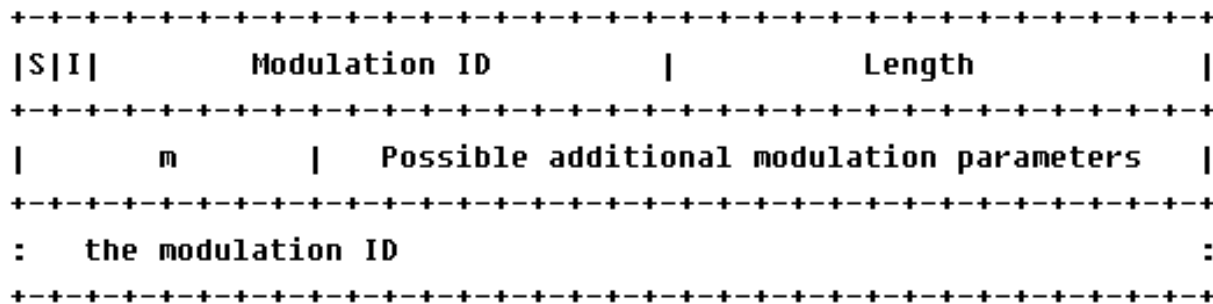 +-+-+-+-+-+-+-+-+-+-+-+-+-+-+-+-+-+-+-+-+-+-+-+-+-+-+-+-+-+-+-+-+
|S|I|        Modulation ID         |          Length            |
+-+-+-+-+-+-+-+-+-+-+-+-+-+-+-+-+-+-+-+-+-+-+-+-+-+-+-+-+-+-+-+-+
|       m       |   Possible additional modulation parameters   |
+-+-+-+-+-+-+-+-+-+-+-+-+-+-+-+-+-+-+-+-+-+-+-+-+-+-+-+-+-+-+-+-+
:   the modulation ID                                           :
+-+-+-+-+-+-+-+-+-+-+-+-+-+-+-+-+-+-+-+-+-+-+-+-+-+-+-+-+-+-+-+-+